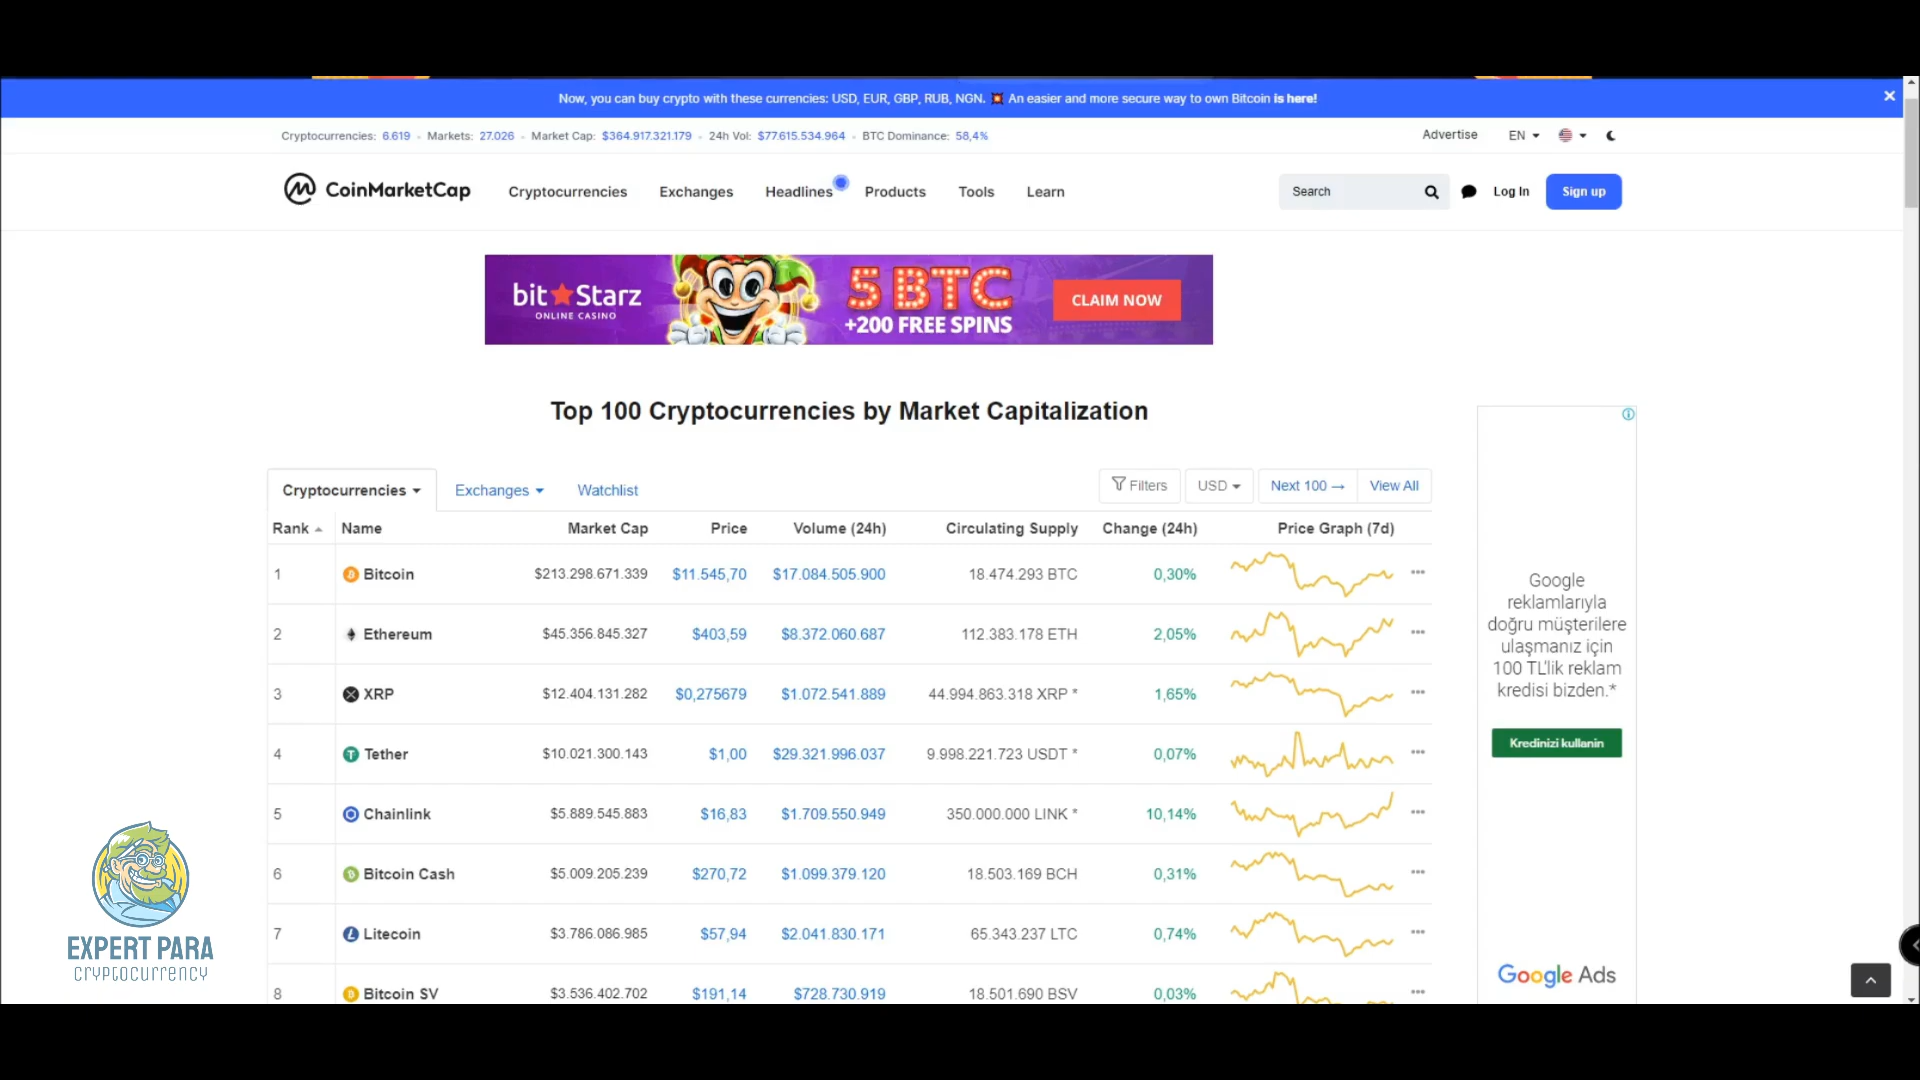 Now, you can buy crypto with these currencies: USD, EUR, GBP, RUB, NGN. 💥 An easier and more secure way to own Bitcoin is here!
Cryptocurrencies: 6.619 • Markets: 27.026 • Market Cap: $364.917.321.179 • 24h Vol: $77.615.534.964 • BTC Dominance: 58,4%
Advertise EN
CoinMarketCap Cryptocurrencies Exchanges Headlines Products Tools Learn Search Log In Sign up
bitStarz
ONLINE CASINO
5 BTC
+200 FREE SPINS
CLAIM NOW
Top 100 Cryptocurrencies by Market Capitalization
Cryptocurrencies Exchanges Watchlist Filters USD Next 100 → View All
Rank Name Market Cap Price Volume (24h) Circulating Supply Change (24h) Price Graph (7d)
1 Bitcoin $213.298.671.339 $11.545,70 $17.084.505.900 18.474.293 BTC 0,30%
2 Ethereum $45.356.845.327 $403,59 $8.372.060.687 112.383.178 ETH 2,05%
3 XRP $12.404.131.282 $0,275679 $1.072.541.889 44.994.863.318 XRP * 1,65%
4 Tether $10.021.300.143 $1,00 $29.321.996.037 9.998.221.723 USDT * 0,07%
5 Chainlink $5.889.545.883 $16,83 $1.709.550.949 350.000.000 LINK * 10,14%
6 Bitcoin Cash $5.009.205.239 $270,72 $1.099.379.120 18.503.169 BCH 0,31%
7 Litecoin $3.786.086.985 $57,94 $2.041.830.171 65.343.237 LTC 0,74%
8 Bitcoin SV $3.536.402.702 $191,14 $728.730.919 18.501.690 BSV 0,03%
Google
reklamlarıyla
doğru müşterilere
ulaşmanız için
100 TL'lik reklam
kredisi bizden.*
Kredinizi kullanin
Google Ads
EXPERT PARA
CRYPTOCURRENCY